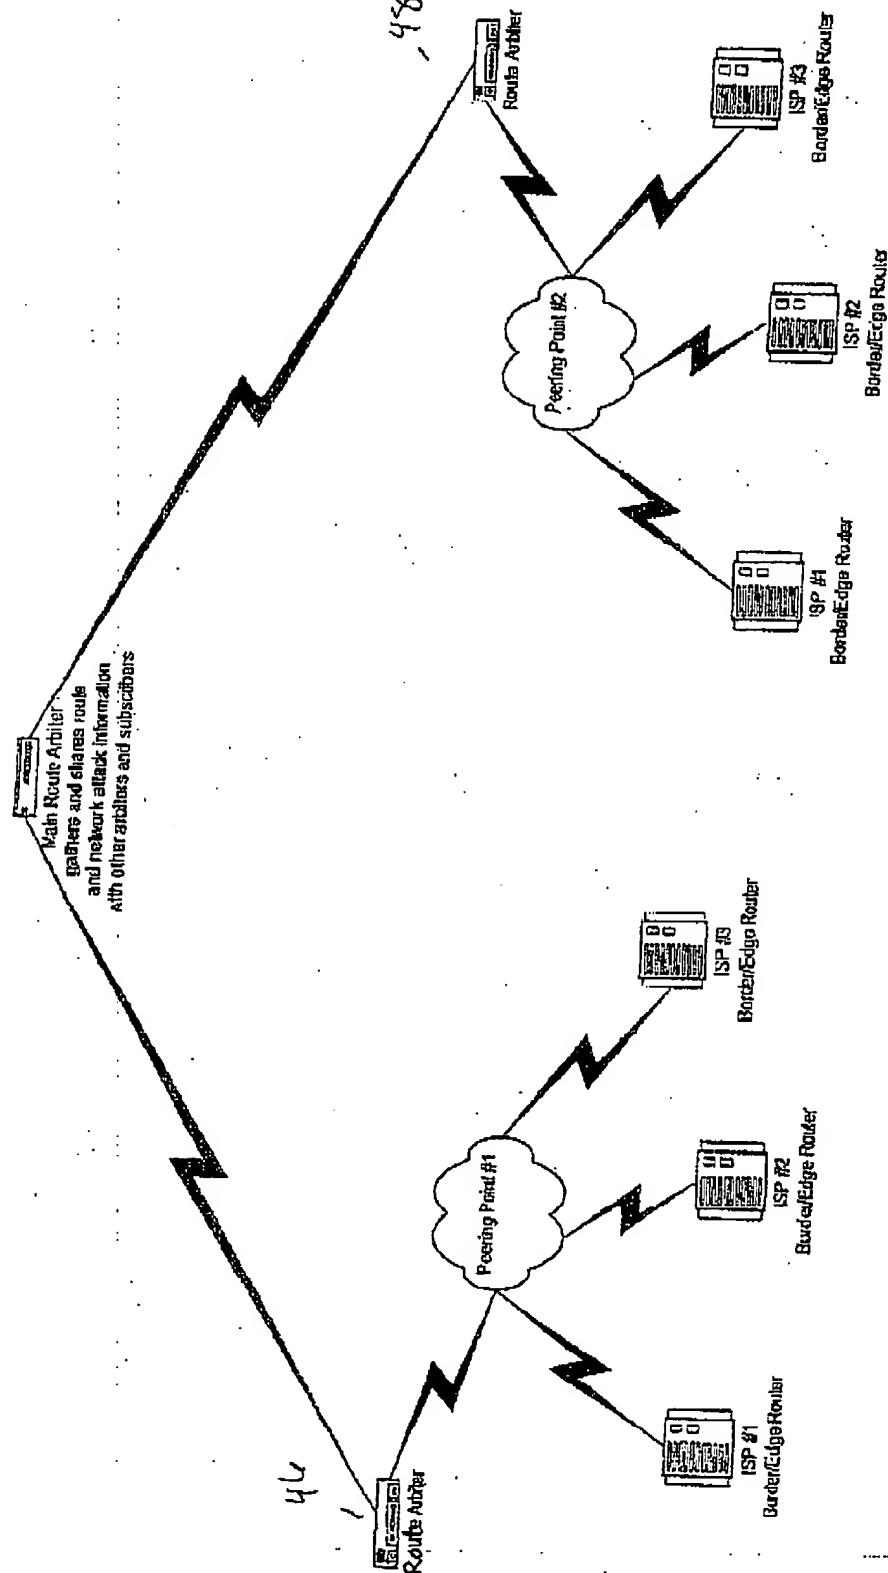 Main Route Arbiter
gathers and shares route
and network attack information
with other arbitors and subscribers
46
Route Arbiter
48
Route Arbiter
Peering Point #1
Peering Point #2
ISP #1
Border/Edge Router
ISP #2
Border/Edge Router
ISP #3
Border/Edge Router
ISP #1
Border/Edge Router
ISP #2
Border/Edge Router
ISP #3
Border/Edge Router